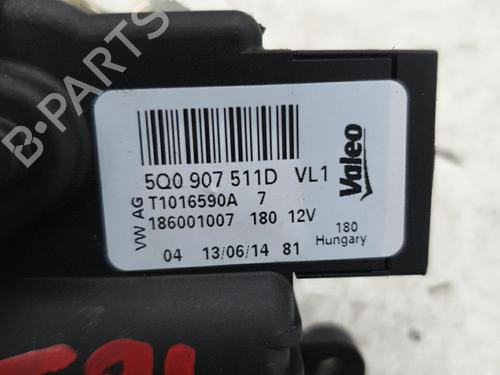 5Q0 907 511D VL1
VW AG
T1016590A 7
186001007 180 12V
04 13/06/14 81
Valeo
180
Hungary
B-PARTS